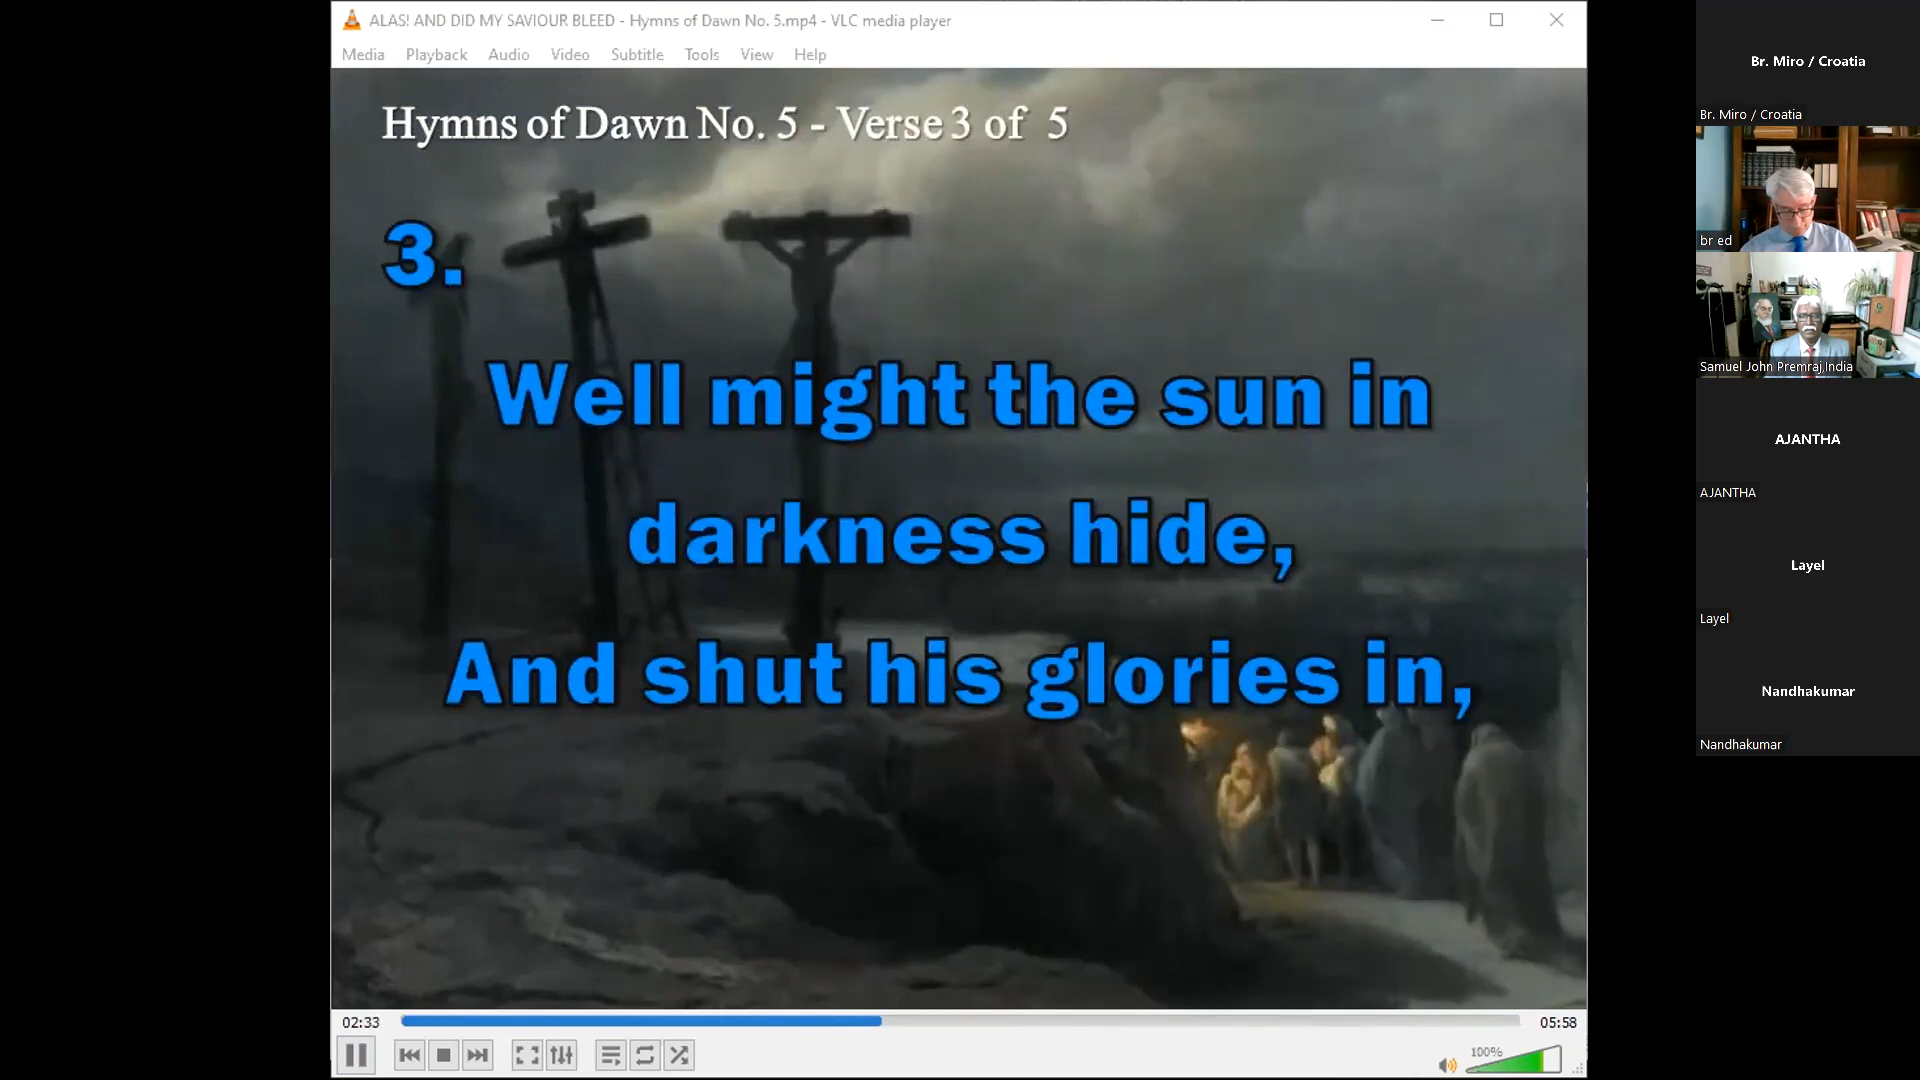 ALAS! AND DID MY SAVIOUR BLEED - Hymns of Dawn No. 5.mp4 - VLC media player
Media Playback Audio Video Subtitle Tools View Help
Hymns of Dawn No. 5 - Verse 3 of 5
3.
Well might the sun in
darkness hide,
And shut his glories in,
02:33
05:58
100%
Br. Miro / Croatia
Br. Miro / Croatia
br ed
Samuel John Premraj,India
AJANTHA
AJANTHA
Layel
Layel
Nandhakumar
Nandhakumar